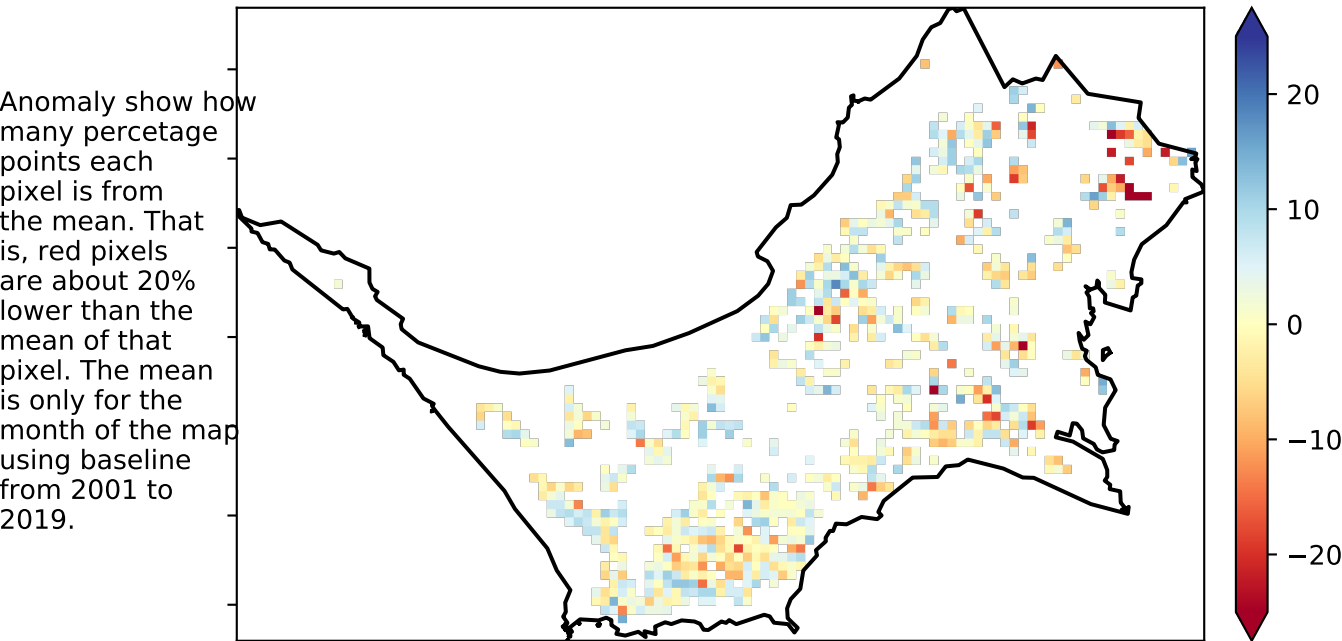 Anomaly show how
many percetage
points each
pixel is from
the mean. That
is, red pixels
are about 20%
lower than the
mean of that
pixel. The mean
is only for the
month of the map
using baseline
from 2001 to
2019.
20
10
0
−10
−20